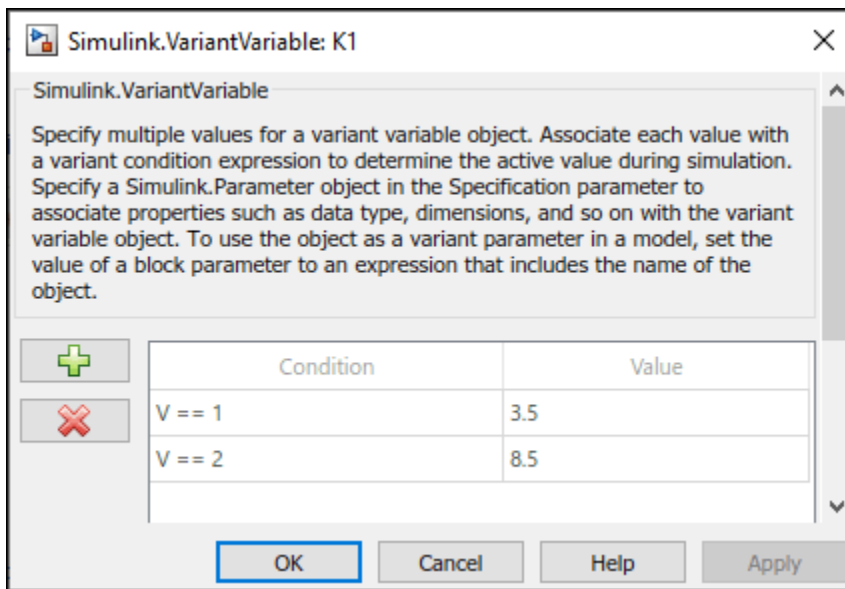 Simulink.VariantVariable: K1
Simulink.VariantVariable
Specify multiple values for a variant variable object. Associate each value with
a variant condition expression to determine the active value during simulation.
Specify a Simulink.Parameter object in the Specification parameter to
associate properties such as data type, dimensions, and so on with the variant
variable object. To use the object as a variant parameter in a model, set the
value of a block parameter to an expression that includes the name of the
object.
Condition Value
V == 1 3.5
V == 2 8.5
OK Cancel Help Apply